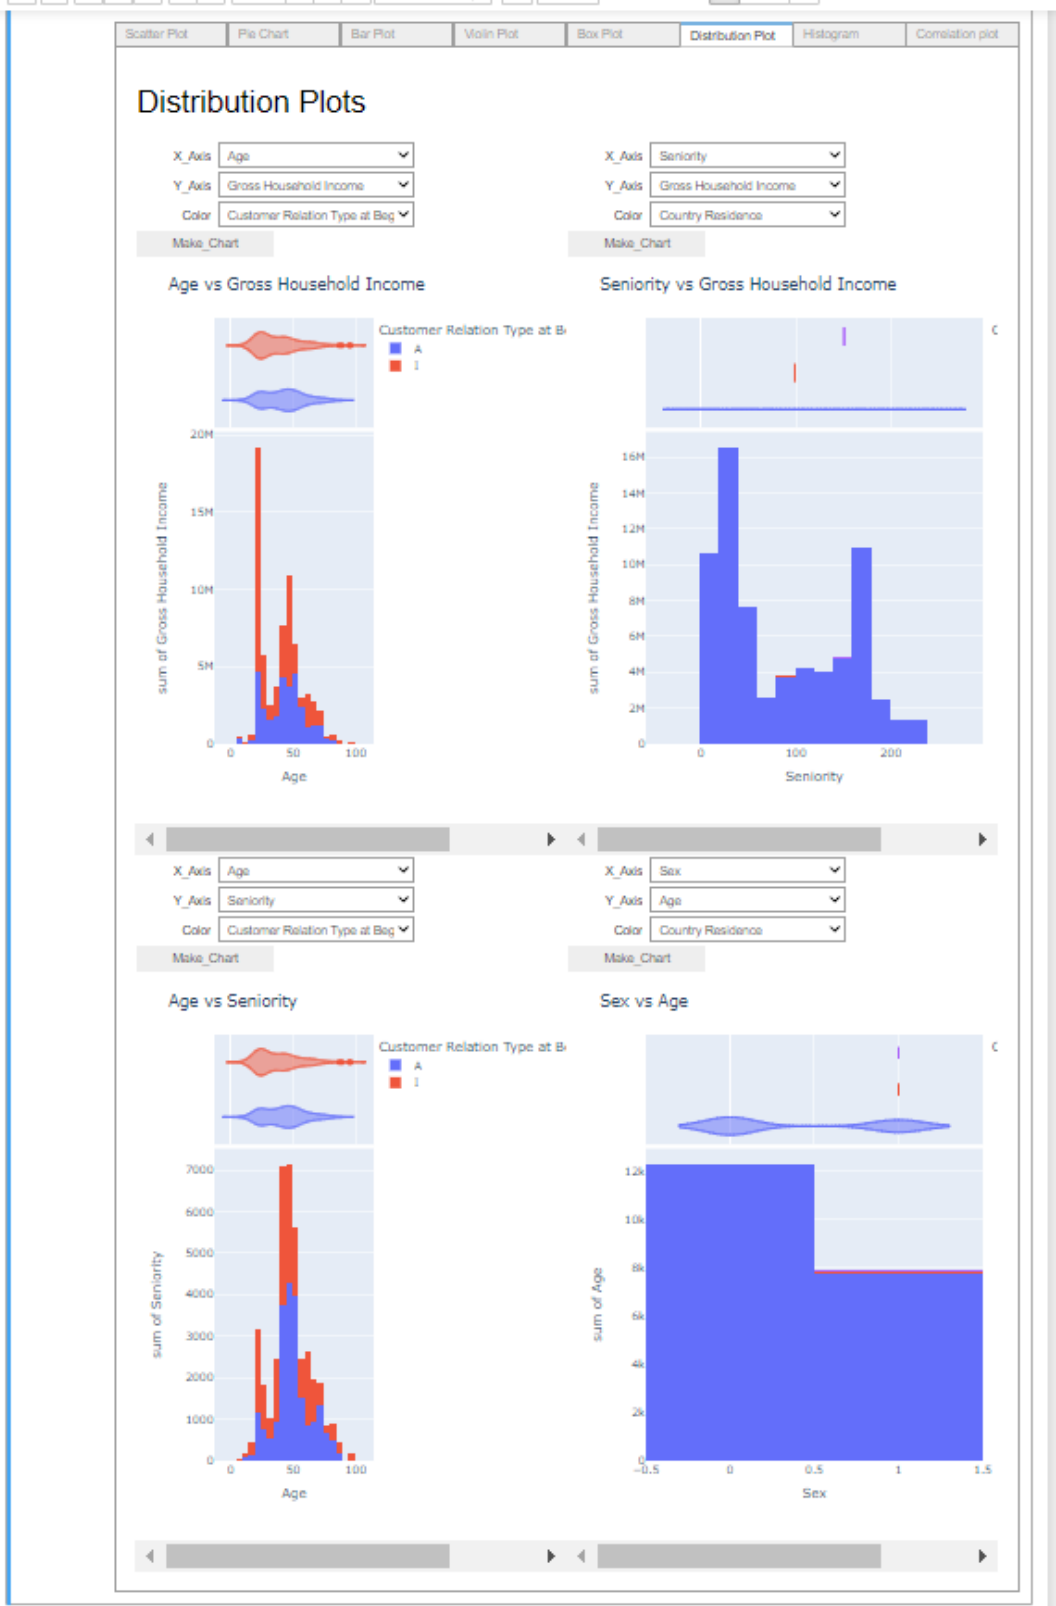 Scatter Plot Pie Chart Bar Plot Violin Plot Box Plot Distribution Plot Histogram Correlation plot
Distribution Plots
X_Axis Age
Y_Axis Gross Household Income
Color Customer Relation Type at Beg
Make_Chart
Age vs Gross Household Income
Customer Relation Type at Be
A
I
20M
15M
10M
5M
0
sum of Gross Household Income
0 50 100
Age
X_Axis Seniority
Y_Axis Gross Household Income
Color Country Residence
Make_Chart
Seniority vs Gross Household Income
C
16M
14M
12M
10M
8M
6M
4M
2M
0
sum of Gross Household Income
0 100 200
Seniority
X_Axis Age
Y_Axis Seniority
Color Customer Relation Type at Beg
Make_Chart
Age vs Seniority
Customer Relation Type at Be
A
I
7000
6000
5000
4000
3000
2000
1000
0
sum of Seniority
0 50 100
Age
X_Axis Sex
Y_Axis Age
Color Country Residence
Make_Chart
Sex vs Age
C
12k
10k
8k
6k
4k
2k
0
sum of Age
−0.5 0 0.5 1 1.5
Sex